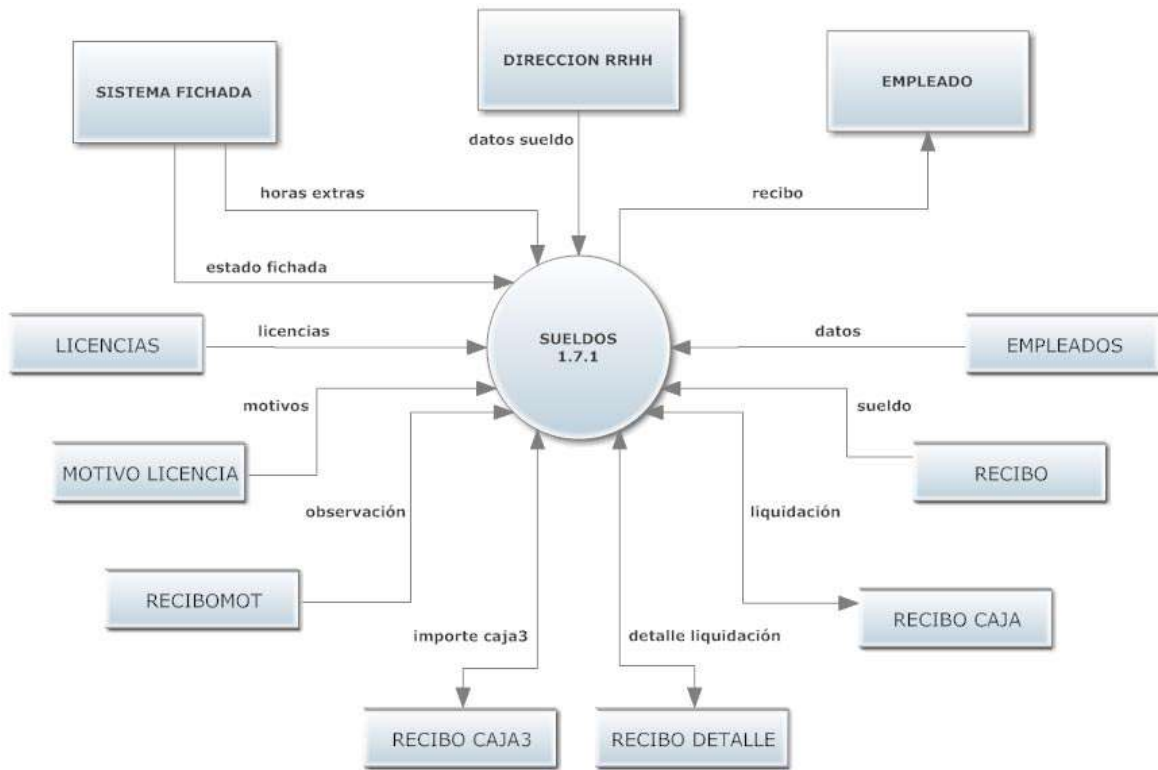 DIRECCION RRHH
SISTEMA FICHADA
EMPLEADO
datos sueldo
horas extras
recibo
estado fichada
LICENCIAS
licencias
SUELDOS
1.7.1
datos
EMPLEADOS
motivos
sueldo
MOTIVO LICENCIA
RECIBO
observación
liquidación
RECIBOMOT
RECIBO CAJA
importe caja3
detalle liquidación
RECIBO CAJA3
RECIBO DETALLE